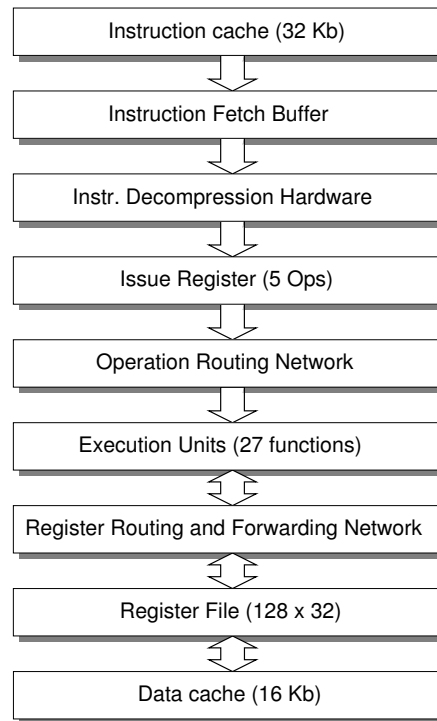 Instruction cache (32 Kb)
Instruction Fetch Buffer
Instr. Decompression Hardware
Issue Register (5 Ops)
Operation Routing Network
Execution Units (27 functions)
Register Routing and Forwarding Network
Register File (128 x 32)
Data cache (16 Kb)